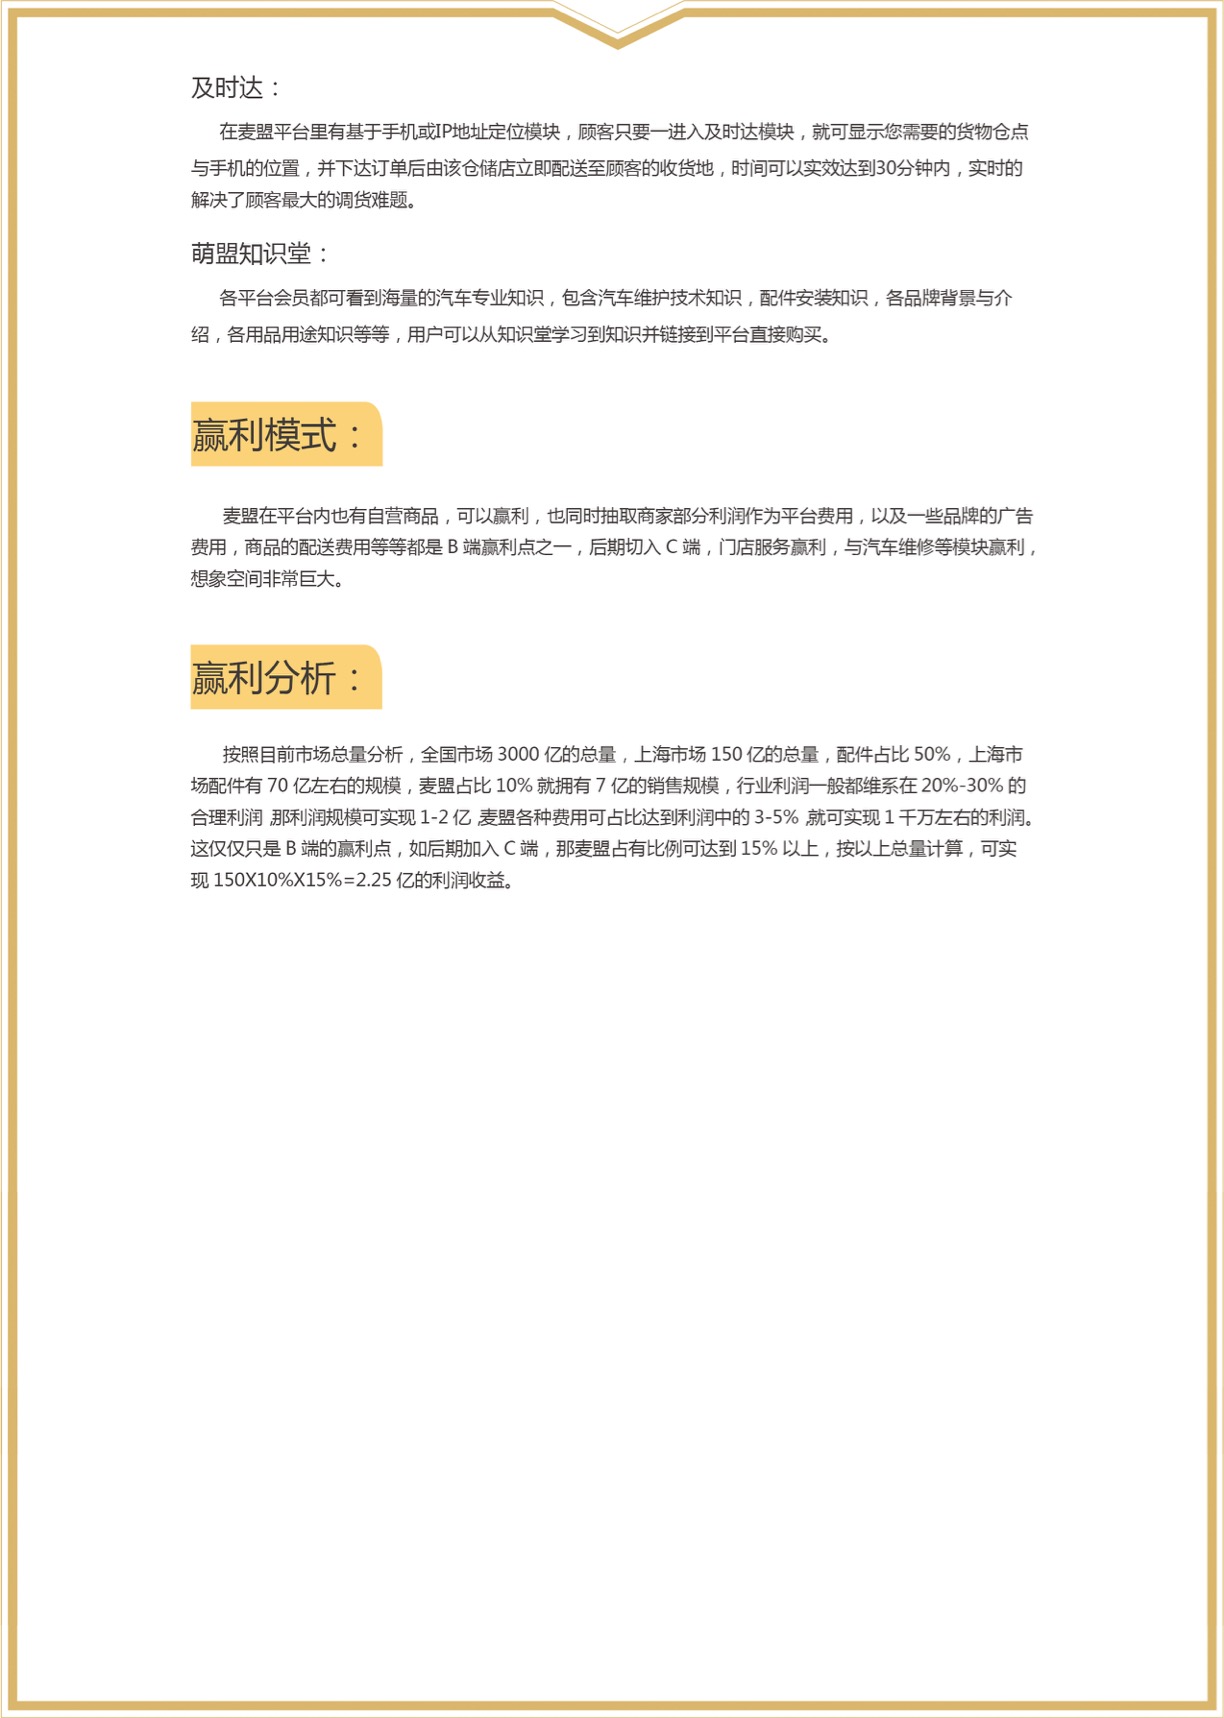 及时达：
在麦盟平台里有基于手机或IP地址定位模块，顾客只要一进入及时达模块，就可显示您需要的货物仓点
与手机的位置，并下达订单后由该仓储店立即配送至顾客的收货地，时间可以实效达到30分钟内，实时的
解决了顾客最大的调货难题。
萌盟知识堂：
各平台会员都可看到海量的汽车专业知识，包含汽车维护技术知识，配件安装知识，各品牌背景与介
绍，各用品用途知识等等，用户可以从知识堂学习到知识并链接到平台直接购买。
赢利模式：
麦盟在平台内也有自营商品，可以赢利，也同时抽取商家部分利润作为平台费用，以及一些品牌的广告
费用，商品的配送费用等等都是 B 端赢利点之一，后期切入 C 端，门店服务赢利，与汽车维修等模块赢利，
想象空间非常巨大。
赢利分析：
按照目前市场总量分析，全国市场 3000 亿的总量，上海市场 150 亿的总量，配件占比 50%，上海市
场配件有 70 亿左右的规模，麦盟占比 10% 就拥有 7 亿的销售规模，行业利润一般都维系在 20%-30% 的
合理利润，那利润规模可实现 1-2 亿，麦盟各种费用可占比达到利润中的 3-5%，就可实现 1 千万左右的利润。
这仅仅只是 B 端的赢利点，如后期加入 C 端，那麦盟占有比例可达到 15% 以上，按以上总量计算，可实
现 150X10%X15%=2.25 亿的利润收益。